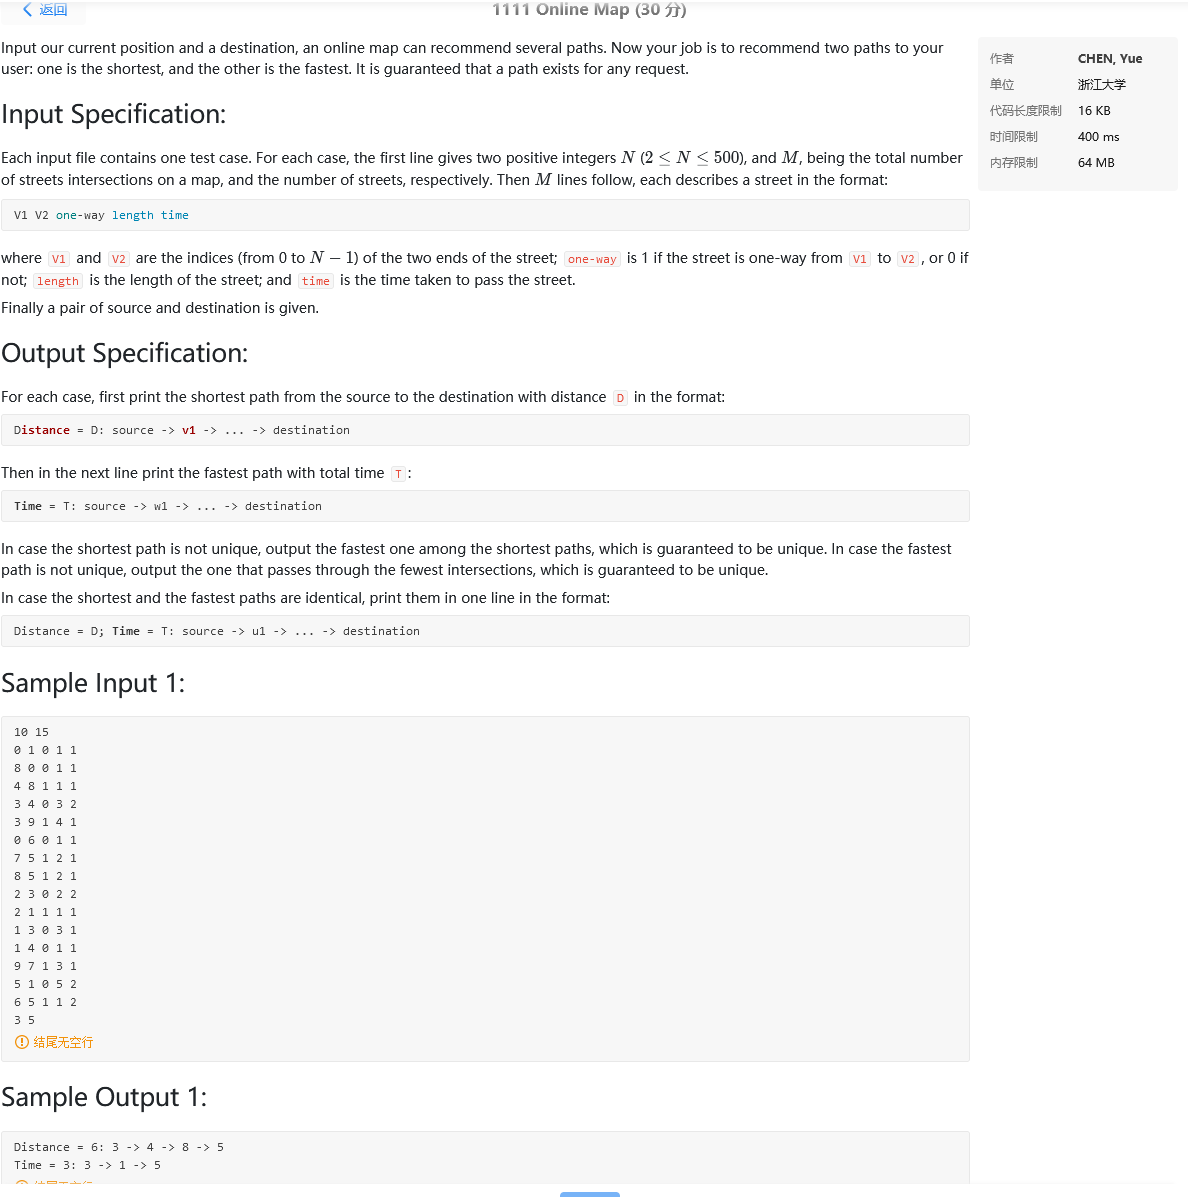 返回
1111 Online Map (30 分)
Input our current position and a destination, an online map can recommend several paths. Now your job is to recommend two paths to your
user: one is the shortest, and the other is the fastest. It is guaranteed that a path exists for any request.
作者 CHEN, Yue
单位 浙江大学
代码长度限制 16 KB
时间限制 400 ms
内存限制 64 MB
Input Specification:
Each input file contains one test case. For each case, the first line gives two positive integers N (2 ≤ N ≤ 500), and M, being the total number
of streets intersections on a map, and the number of streets, respectively. Then M lines follow, each describes a street in the format:
V1 V2 one-way length time
where V1 and V2 are the indices (from 0 to N − 1) of the two ends of the street; one-way is 1 if the street is one-way from V1 to V2 , or 0 if
not; length is the length of the street; and time is the time taken to pass the street.
Finally a pair of source and destination is given.
Output Specification:
For each case, first print the shortest path from the source to the destination with distance D in the format:
Distance = D: source -> v1 -> ... -> destination
Then in the next line print the fastest path with total time T :
Time = T: source -> w1 -> ... -> destination
In case the shortest path is not unique, output the fastest one among the shortest paths, which is guaranteed to be unique. In case the fastest
path is not unique, output the one that passes through the fewest intersections, which is guaranteed to be unique.
In case the shortest and the fastest paths are identical, print them in one line in the format:
Distance = D; Time = T: source -> u1 -> ... -> destination
Sample Input 1:
10 15
0 1 0 1 1
8 0 0 1 1
4 8 1 1 1
3 4 0 3 2
3 9 1 4 1
0 6 0 1 1
7 5 1 2 1
8 5 1 2 1
2 3 0 2 2
2 1 1 1 1
1 3 0 3 1
1 4 0 1 1
9 7 1 3 1
5 1 0 5 2
6 5 1 1 2
3 5
结尾无空行
Sample Output 1:
Distance = 6: 3 -> 4 -> 8 -> 5
Time = 3: 3 -> 1 -> 5